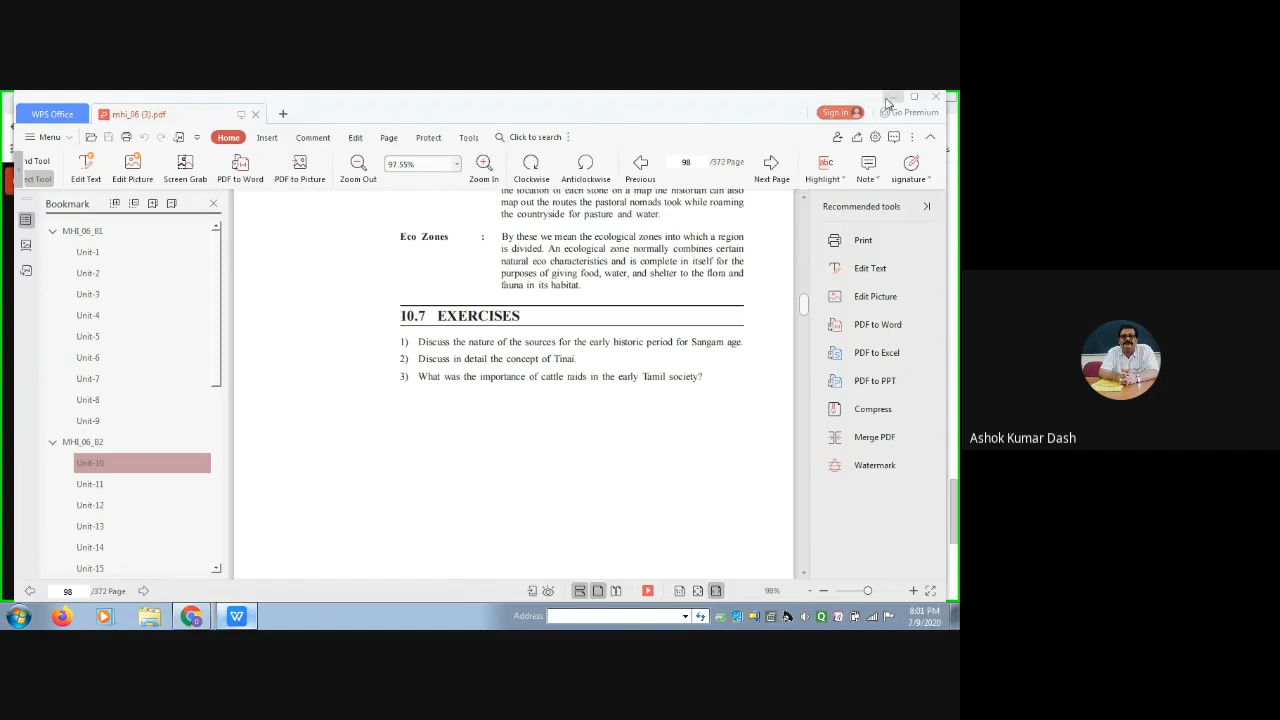 WPS Office
mhi_06 (3).pdf
Sign in
Go Premium
Menu
Home
Insert
Comment
Edit
Page
Protect
Tools
Click to search
nd Tool
ect Tool
Edit Text
Edit Picture
Screen Grab
PDF to Word
PDF to Picture
Zoom Out
97.55%
Zoom In
Clockwise
Anticlockwise
Previous
98
/372 Page
Next Page
Highlight
Note
signature
Bookmark
MHI_06_B1
Unit-1
Unit-2
Unit-3
Unit-4
Unit-5
Unit-6
Unit-7
Unit-8
Unit-9
MHI_06_B2
Unit-10
Unit-11
Unit-12
Unit-13
Unit-14
Unit-15
the location of each stone on a map the historian can also
map out the routes the pastoral nomads took while roaming
the countryside for pasture and water.
Eco Zones : By these we mean the ecological zones into which a region
is divided. An ecological zone normally combines certain
natural eco characteristics and is complete in itself for the
purposes of giving food, water, and shelter to the flora and
fauna in its habitat.
10.7 EXERCISES
1) Discuss the nature of the sources for the early historic period for Sangam age.
2) Discuss in detail the concept of Tinai.
3) What was the importance of cattle raids in the early Tamil society?
Recommended tools
Print
Edit Text
Edit Picture
PDF to Word
PDF to Excel
PDF to PPT
Compress
Merge PDF
Watermark
98
/372 Page
98%
Address
8:01 PM
7/9/2020
Ashok Kumar Dash